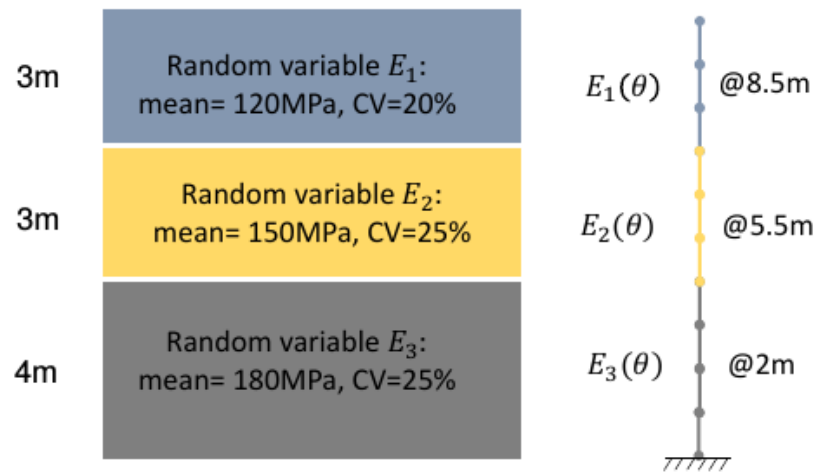 3m
Random variable E₁:
mean= 120MPa, CV=20%
E₁(θ)
@8.5m
3m
Random variable E₂:
mean= 150MPa, CV=25%
E₂(θ)
@5.5m
4m
Random variable E₃:
mean= 180MPa, CV=25%
E₃(θ)
@2m